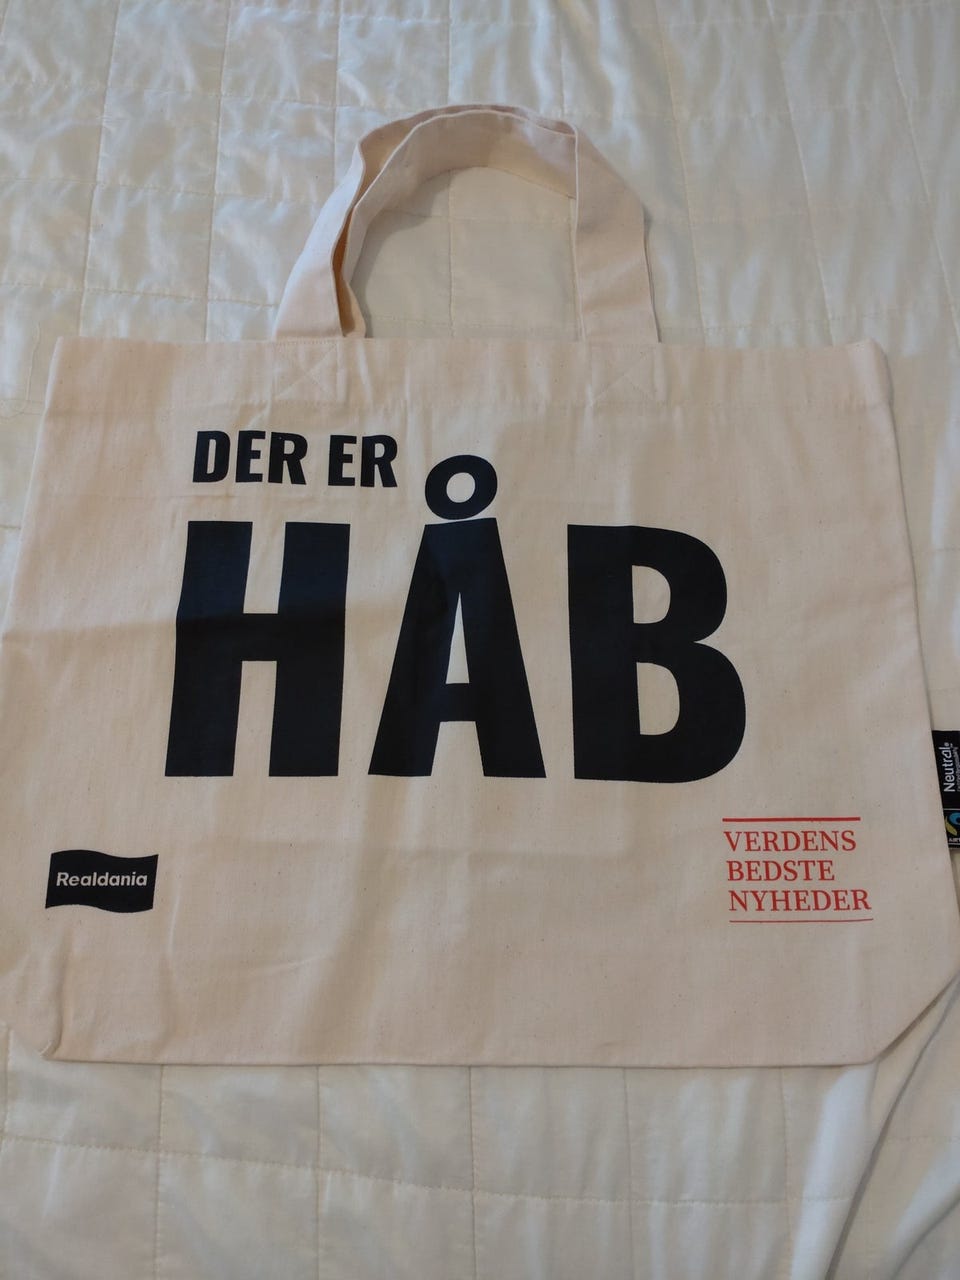 DER ER
HÅB
Realdania
VERDENS
BEDSTE
NYHEDER
Neutral